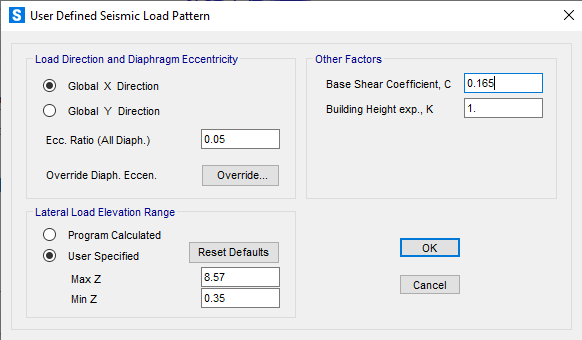 S User Defined Seismic Load Pattern
Load Direction and Diaphragm Eccentricity
Global X Direction
Global Y Direction
Ecc. Ratio (All Diaph.) 0.05
Override Diaph. Eccen. Override...
Other Factors
Base Shear Coefficient, C 0.165
Building Height exp., K 1.
Lateral Load Elevation Range
Program Calculated
User Specified Reset Defaults
Max Z 8.57
Min Z 0.35
OK
Cancel